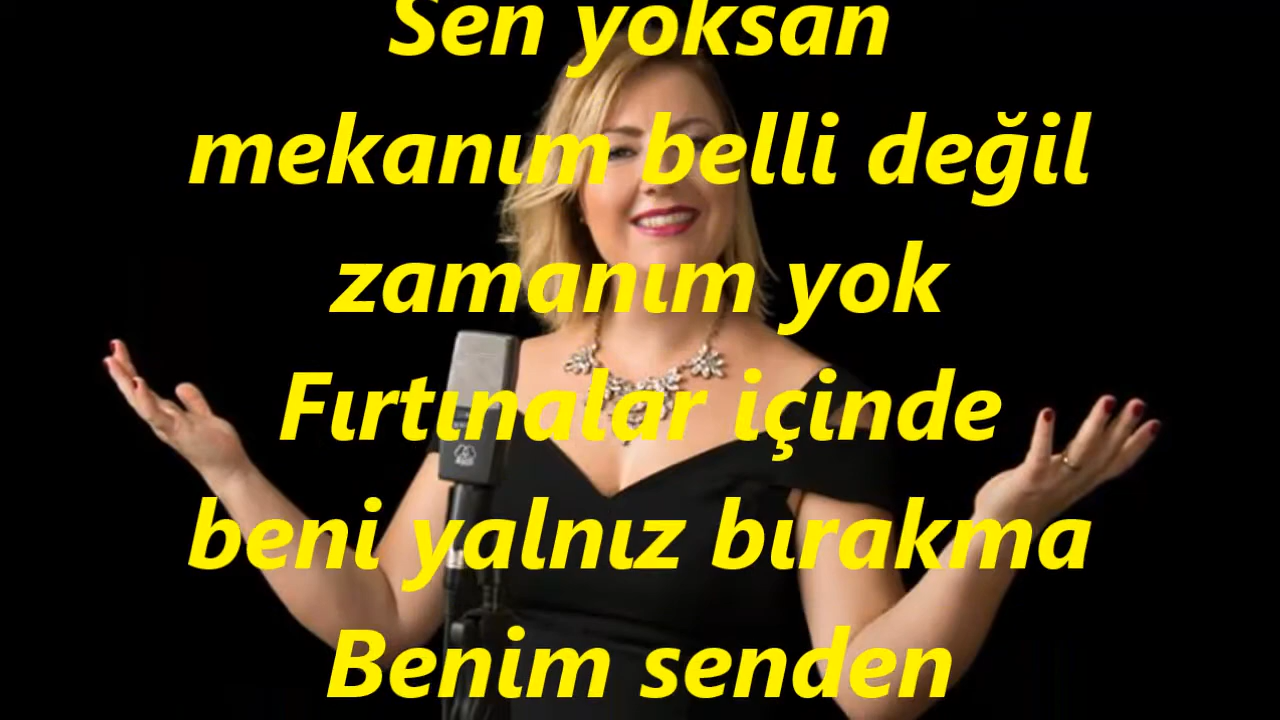 Sen yoksan
mekanım belli değil
zamanım yok
Fırtınalar içinde
beni yalnız bırakma
Benim senden